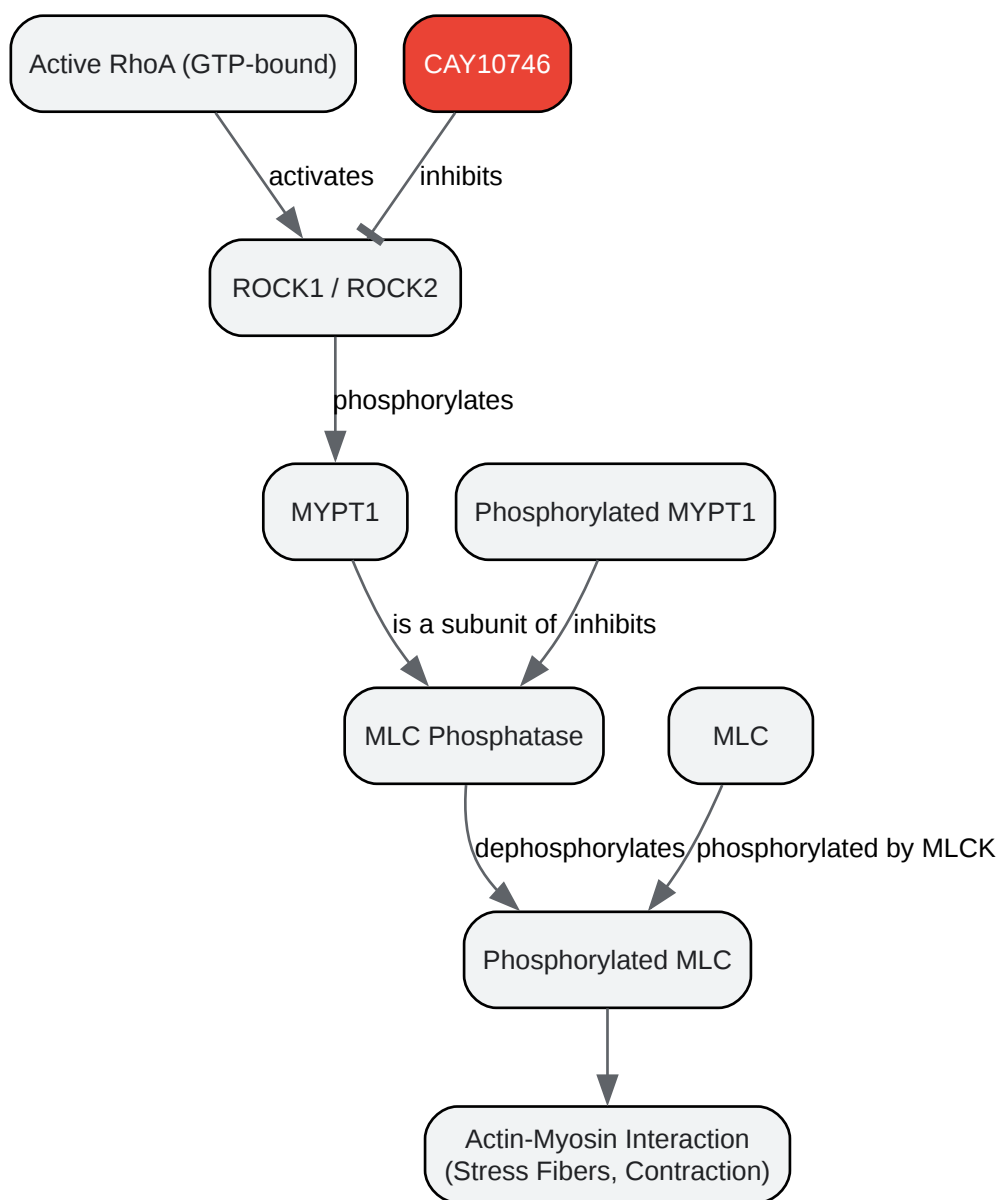 Active RhoA (GTP-bound)
CAY10746
activates
inhibits
ROCK1 / ROCK2
phosphorylates
MYPT1
Phosphorylated MYPT1
is a subunit of
inhibits
MLC Phosphatase
MLC
dephosphorylates
phosphorylated by MLCK
Phosphorylated MLC
Actin-Myosin Interaction
(Stress Fibers, Contraction)